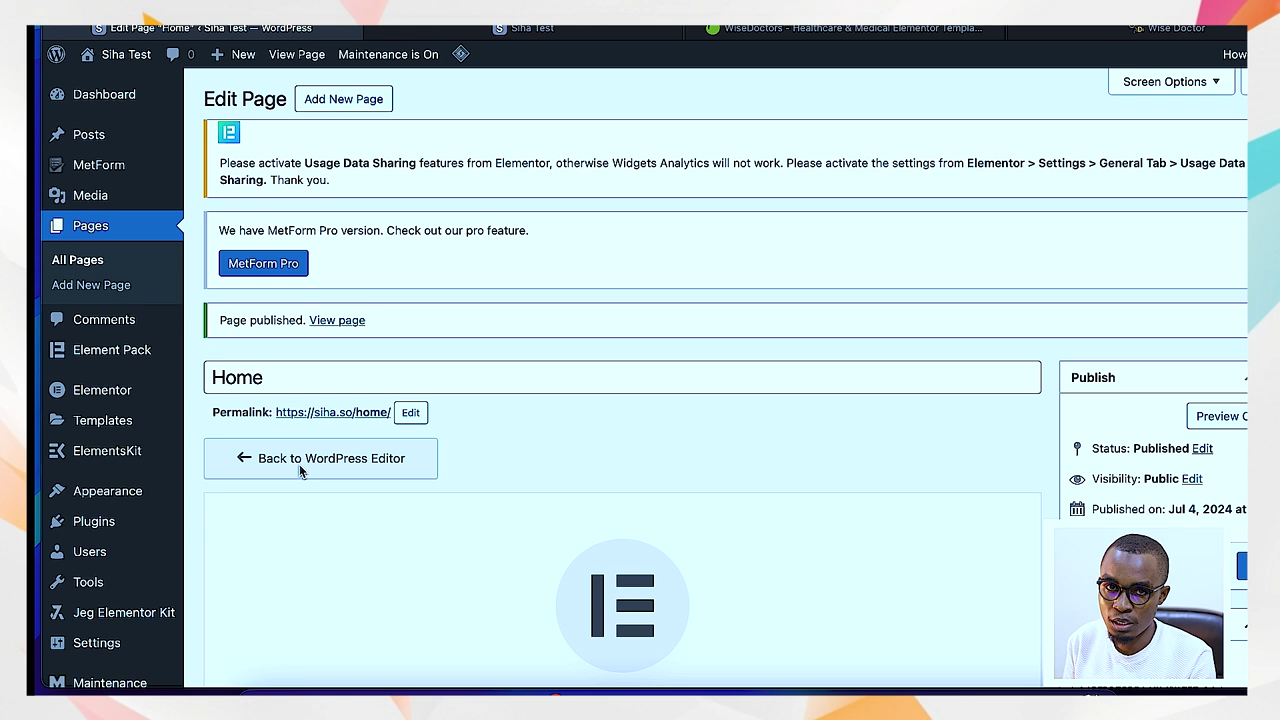 Edit Page "Home" ‹ Siha Test — WordPress
Siha Test
WiseDoctors - Healthcare & Medical Elementor Templa...
Wise Doctor
Siha Test
0
New
View Page
Maintenance is On
How
Screen Options
Dashboard
Posts
MetForm
Media
Pages
All Pages
Add New Page
Comments
Element Pack
Elementor
Templates
ElementsKit
Appearance
Plugins
Users
Tools
Jeg Elementor Kit
Settings
Maintenance
Edit Page
Add New Page
Please activate Usage Data Sharing features from Elementor, otherwise Widgets Analytics will not work. Please activate the settings from Elementor > Settings > General Tab > Usage Data
Sharing. Thank you.
We have MetForm Pro version. Check out our pro feature.
MetForm Pro
Page published. View page
Home
Permalink: https://siha.so/home/
Edit
← Back to WordPress Editor
Publish
Preview C
Status: Published Edit
Visibility: Public Edit
Published on: Jul 4, 2024 at